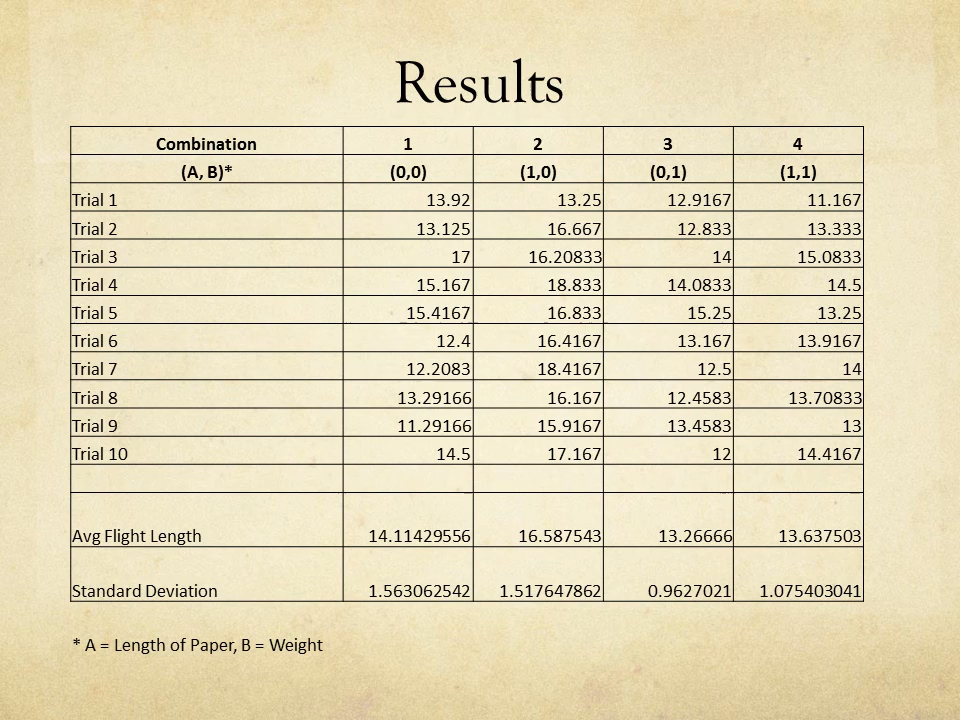 Results
Combination 1 2 3 4
(A, B)* (0,0) (1,0) (0,1) (1,1)
Trial 1 13.92 13.25 12.9167 11.167
Trial 2 13.125 16.667 12.833 13.333
Trial 3 17 16.20833 14 15.0833
Trial 4 15.167 18.833 14.0833 14.5
Trial 5 15.4167 16.833 15.25 13.25
Trial 6 12.4 16.4167 13.167 13.9167
Trial 7 12.2083 18.4167 12.5 14
Trial 8 13.29166 16.167 12.4583 13.70833
Trial 9 11.29166 15.9167 13.4583 13
Trial 10 14.5 17.167 12 14.4167
Avg Flight Length 14.11429556 16.587543 13.26666 13.637503
Standard Deviation 1.563062542 1.517647862 0.9627021 1.075403041
* A = Length of Paper, B = Weight